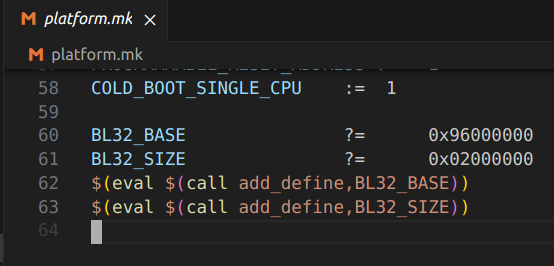 platform.mk ×
platform.mk
58 COLD_BOOT_SINGLE_CPU := 1
59
60 BL32_BASE ?= 0x96000000
61 BL32_SIZE ?= 0x02000000
62 $(eval $(call add_define,BL32_BASE))
63 $(eval $(call add_define,BL32_SIZE))
64